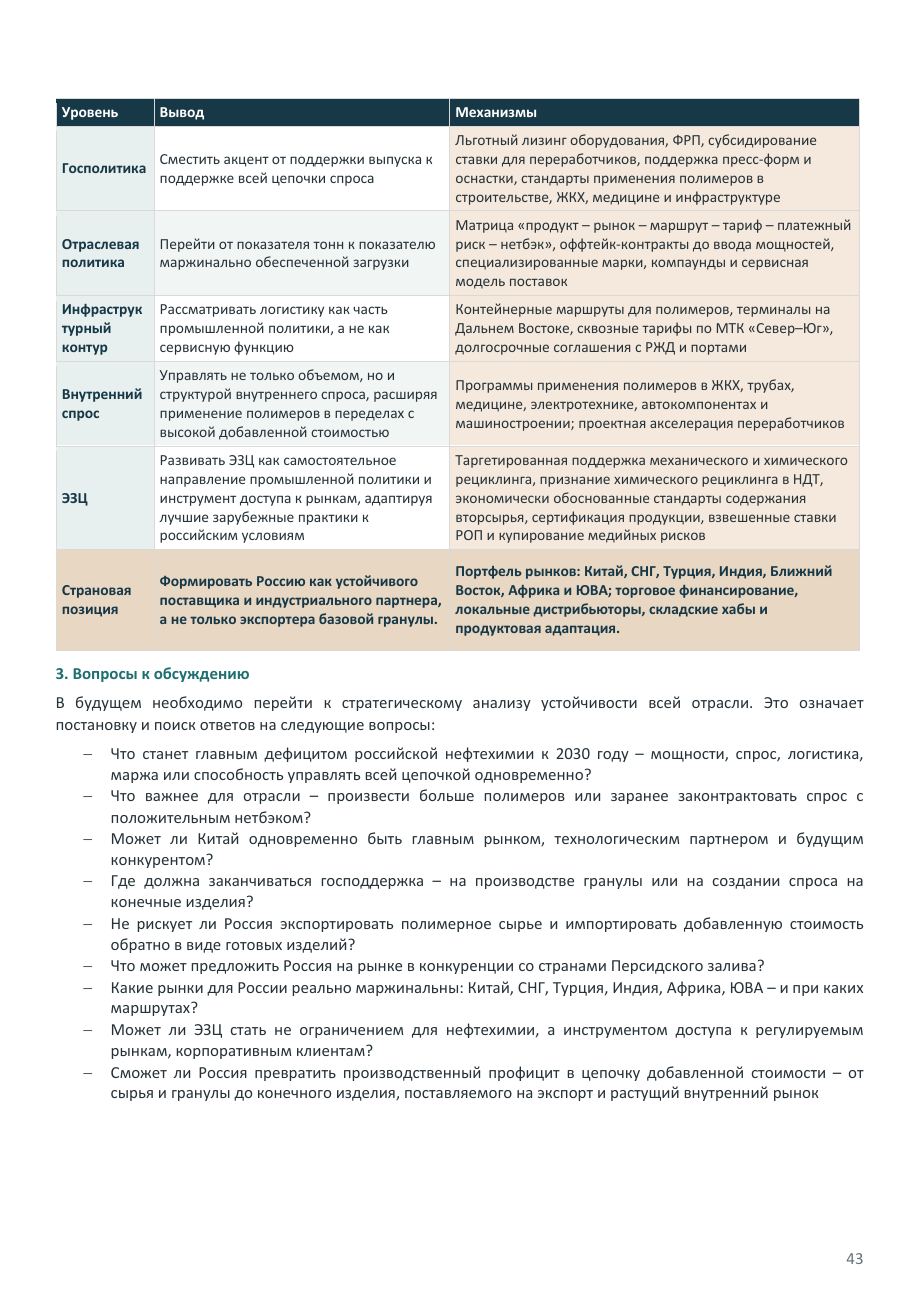 Уровень
Вывод
Механизмы
Госполитика
Сместить акцент от поддержки выпуска к
поддержке всей цепочки спроса
Льготный лизинг оборудования, ФРП, субсидирование
ставки для переработчиков, поддержка пресс-форм и
оснастки, стандарты применения полимеров в
строительстве, ЖКХ, медицине и инфраструктуре
Отраслевая
политика
Перейти от показателя тонн к показателю
маржинально обеспеченной загрузки
Матрица «продукт – рынок – маршрут – тариф – платежный
риск – нетбэк», оффтейк-контракты до ввода мощностей,
специализированные марки, компаунды и сервисная
модель поставок
Инфраструк
турный
контур
Рассматривать логистику как часть
промышленной политики, а не как
сервисную функцию
Контейнерные маршруты для полимеров, терминалы на
Дальнем Востоке, сквозные тарифы по МТК «Север–Юг»,
долгосрочные соглашения с РЖД и портами
Внутренний
спрос
Управлять не только объемом, но и
структурой внутреннего спроса, расширяя
применение полимеров в пределах с
высокой добавленной стоимостью
Программы применения полимеров в ЖКХ, трубах,
медицине, электротехнике, автокомпонентах и
машиностроении; проектная акселерация переработчиков
ЭЗЦ
Развивать ЭЗЦ как самостоятельное
направление промышленной политики и
инструмент доступа к рынкам, адаптируя
лучшие зарубежные практики к
российским условиям
Таргетированная поддержка механического и химического
рециклинга, признание химического рециклинга в НДТ,
экономически обоснованные стандарты содержания
вторсырья, сертификация продукции, взвешенные ставки
РОП и купирование медийных рисков
Страновая
позиция
Формировать Россию как устойчивого
поставщика и индустриального партнера,
а не только экспортера базовой гранулы.
Портфель рынков: Китай, СНГ, Турция, Индия, Ближний
Восток, Африка и ЮВА; торговое финансирование,
локальные дистрибьюторы, складские хабы и
продуктовая адаптация.
3. Вопросы к обсуждению
В будущем необходимо перейти к стратегическому анализу устойчивости всей отрасли. Это означает
постановку и поиск ответов на следующие вопросы:
– Что станет главным дефицитом российской нефтехимии к 2030 году – мощности, спрос, логистика,
маржа или способность управлять всей цепочкой одновременно?
– Что важнее для отрасли – произвести больше полимеров или заранее законтрактовать спрос с
положительным нетбэком?
– Может ли Китай одновременно быть главным рынком, технологическим партнером и будущим
конкурентом?
– Где должна заканчиваться господдержка – на производстве гранулы или на создании спроса на
конечные изделия?
– Не рискует ли Россия экспортировать полимерное сырье и импортировать добавленную стоимость
обратно в виде готовых изделий?
– Что может предложить Россия на рынке в конкуренции со странами Персидского залива?
– Какие рынки для России реально маржинальны: Китай, СНГ, Турция, Индия, Африка, ЮВА – и при каких
маршрутах?
– Может ли ЭЗЦ стать не ограничением для нефтехимии, а инструментом доступа к регулируемым
рынкам, корпоративным клиентам?
– Сможет ли Россия превратить производственный профицит в цепочку добавленной стоимости – от
сырья и гранулы до конечного изделия, поставляемого на экспорт и растущий внутренний рынок
43